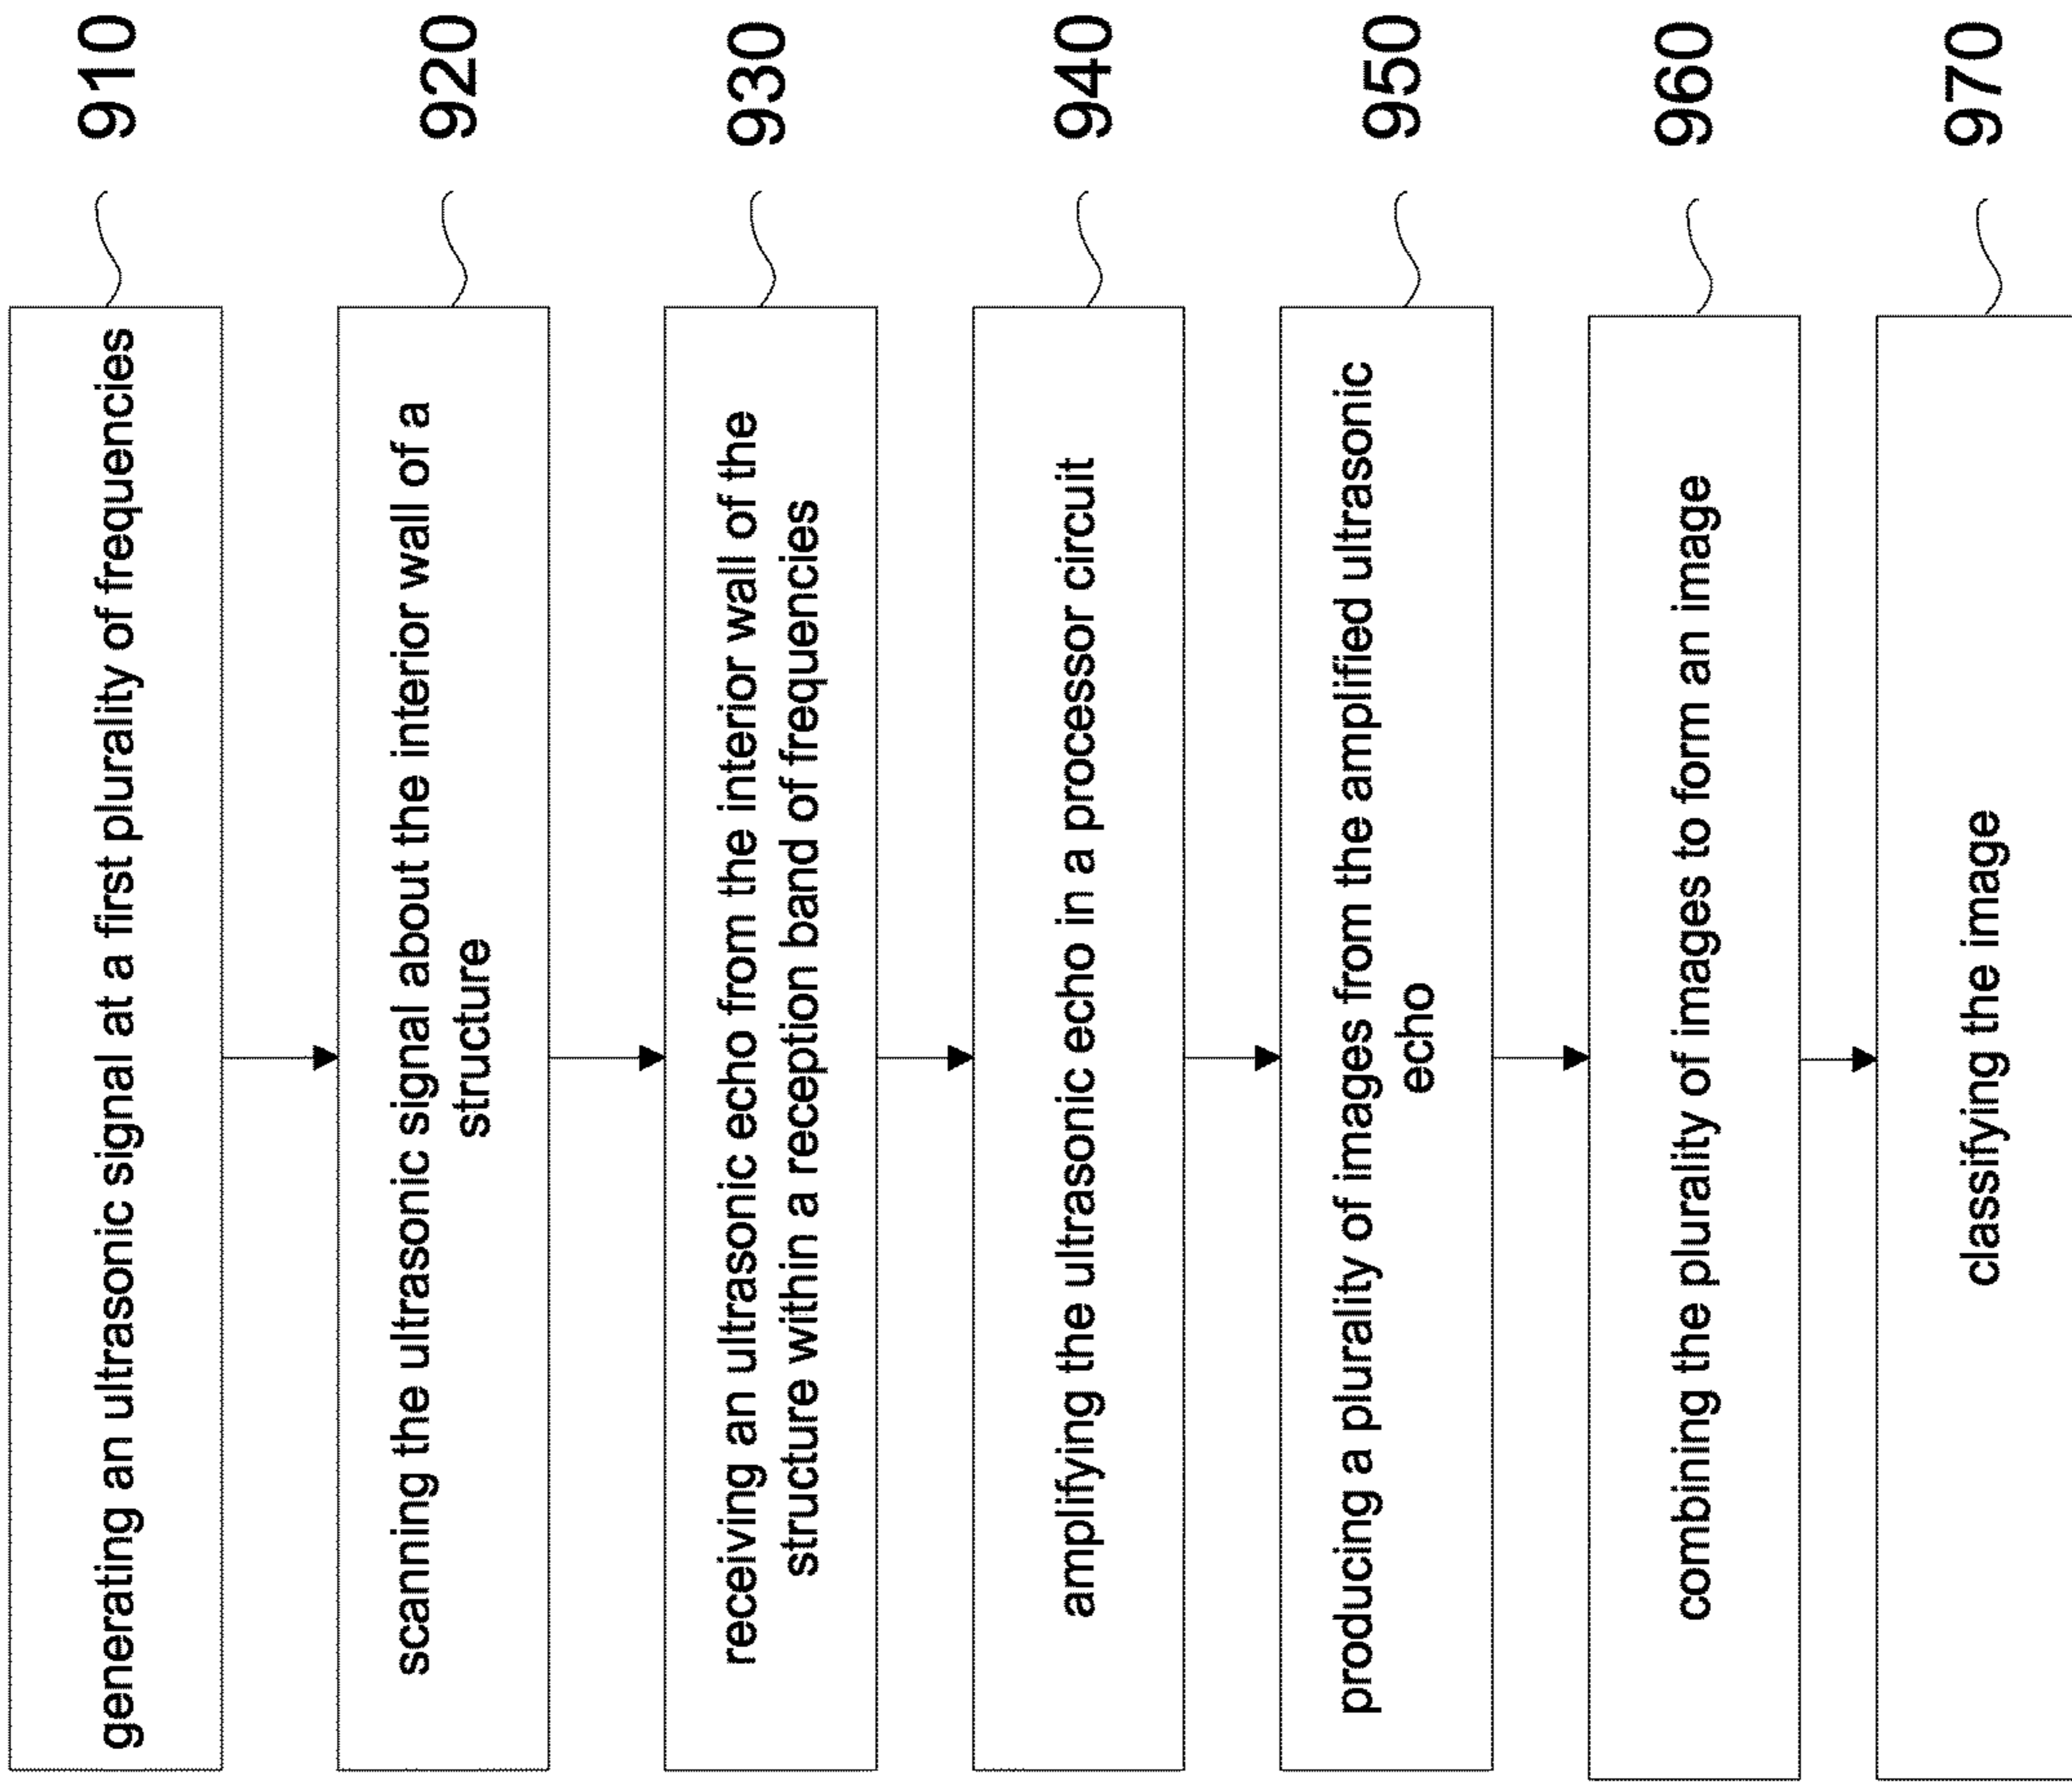 generating an ultrasonic signal at a first plurality of frequencies
910
scanning the ultrasonic signal about the interior wall of a
structure
920
receiving an ultrasonic echo from the interior wall of the
structure within a reception band of frequencies
930
amplifying the ultrasonic echo in a processor circuit
940
producing a plurality of images from the amplified ultrasonic
echo
950
combining the plurality of images to form an image
960
classifying the image
970